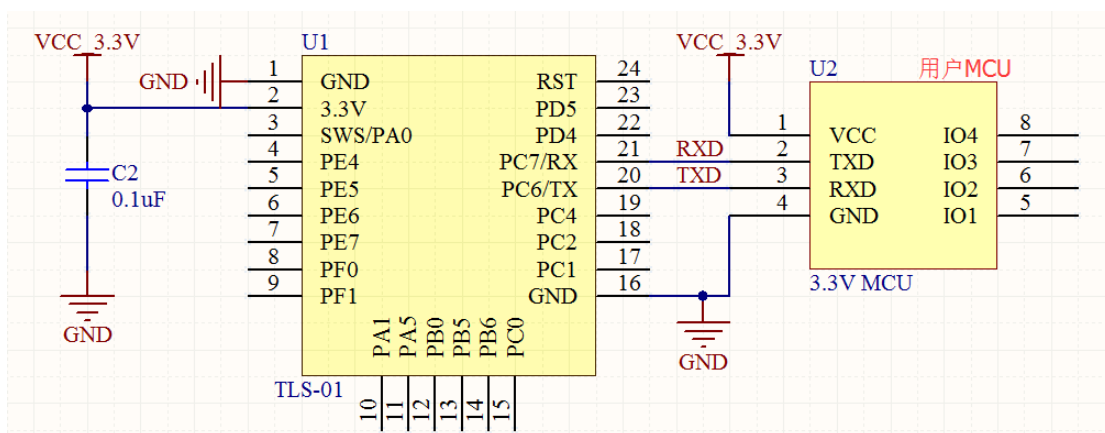 VCC_3.3V
GND
C2
0.1uF
GND
U1
1 GND
2 3.3V
3 SWS/PA0
4 PE4
5 PE5
6 PE6
7 PE7
8 PF0
9 PF1
RST 24
PD5 23
PD4 22
PC7/RX 21
PC6/TX 20
PC4 19
PC2 18
PC1 17
GND 16
PA1 PA5 PB0 PB5 PB6 PC0
TLS-01
10 11 12 13 14 15
VCC_3.3V
RXD
TXD
GND
U2
用户MCU
1 VCC
2 TXD
3 RXD
4 GND
IO4 8
IO3 7
IO2 6
IO1 5
3.3V MCU